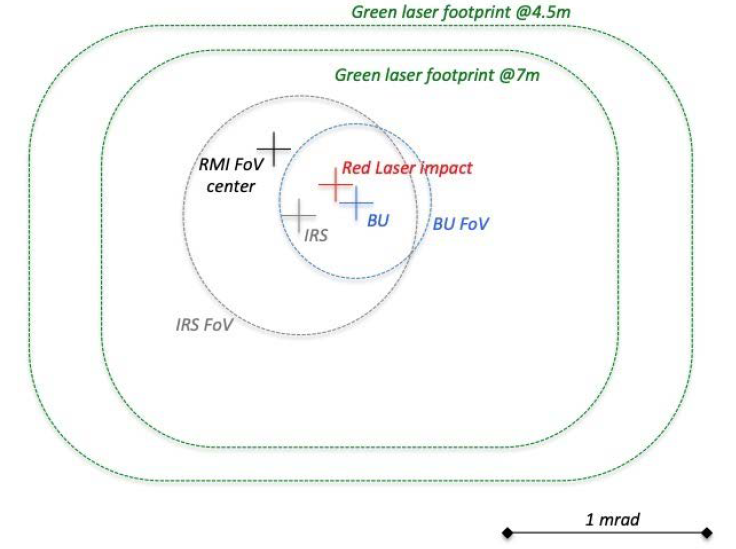 Green laser footprint @4.5m
Green laser footprint @7m
RMI FoV
center
Red Laser impact
BU
BU FoV
IRS
IRS FoV
1 mrad